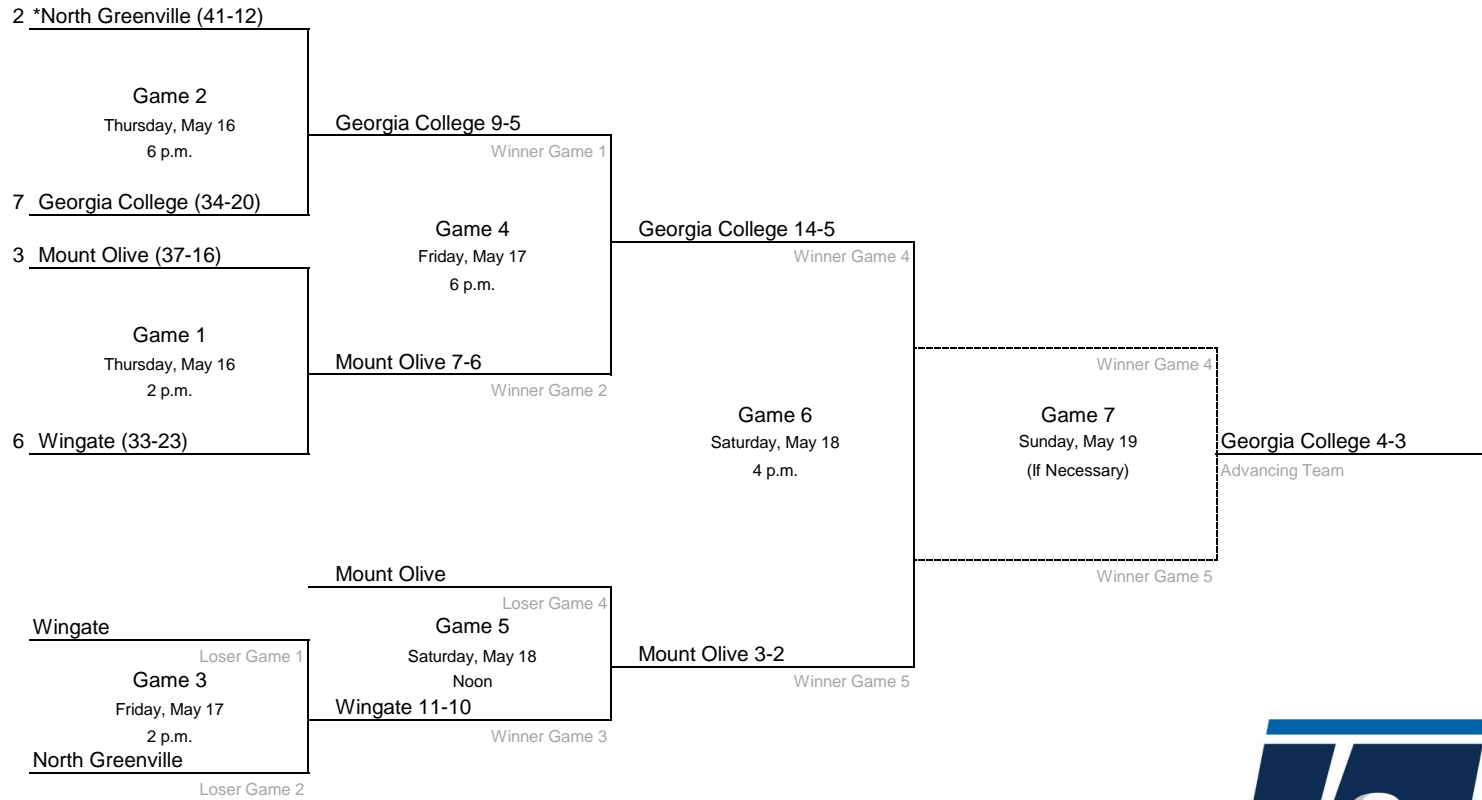 2 *North Greenville (41-12)
Game 2
Thursday, May 16
6 p.m.
Georgia College 9-5
Winner Game 1
7 Georgia College (34-20)
3 Mount Olive (37-16)
Game 4
Friday, May 17
6 p.m.
Georgia College 14-5
Winner Game 4
Game 1
Thursday, May 16
2 p.m.
Mount Olive 7-6
Winner Game 2
6 Wingate (33-23)
Game 6
Saturday, May 18
4 p.m.
Winner Game 4
Game 7
Sunday, May 19
(If Necessary)
Georgia College 4-3
Advancing Team
Winner Game 5
Mount Olive
Loser Game 4
Wingate
Loser Game 1
Game 5
Saturday, May 18
Noon
Mount Olive 3-2
Winner Game 5
Game 3
Friday, May 17
2 p.m.
Wingate 11-10
Winner Game 3
North Greenville
Loser Game 2